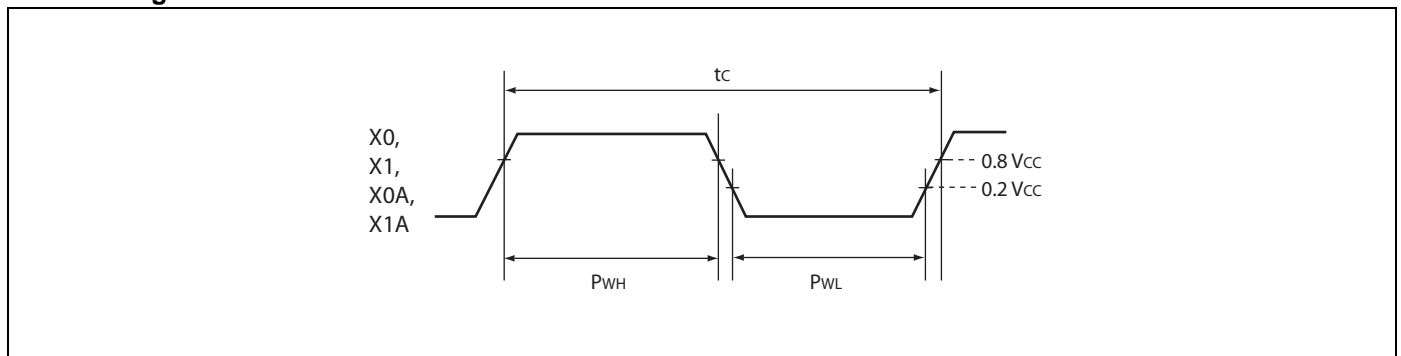 tC
X0,
X1,
X0A,
X1A
0.8 VCC
0.2 VCC
PWH
PWL